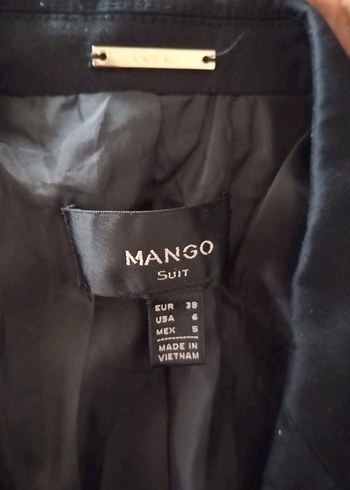 MANGO
SUIT
EUR 38
USA 6
MEX 5
MADE IN
VIETNAM